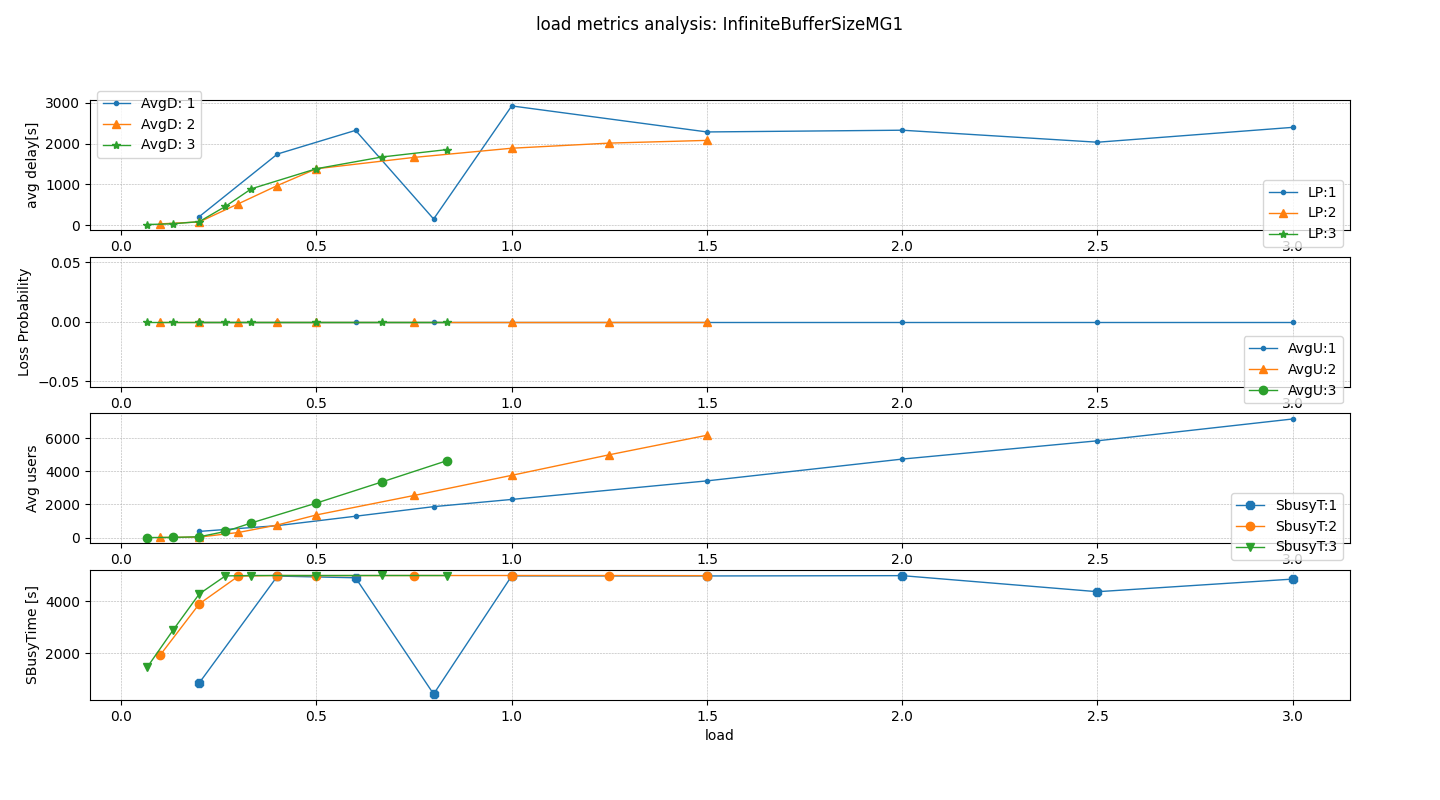 load metrics analysis: InfiniteBufferSizeMG1
AvgD: 1
AvgD: 2
AvgD: 3
avg delay[s]
3000
2000
1000
0
LP:1
LP:2
LP:3
0.0 0.5 1.0 1.5 2.0 2.5 3.0
Loss Probability
0.05
0.00
−0.05
AvgU:1
AvgU:2
AvgU:3
0.0 0.5 1.0 1.5 2.0 2.5 3.0
Avg users
6000
4000
2000
0
SbusyT:1
SbusyT:2
SbusyT:3
0.0 0.5 1.0 1.5 2.0 2.5 3.0
SBusyTime [s]
4000
2000
0.0 0.5 1.0 1.5 2.0 2.5 3.0
load